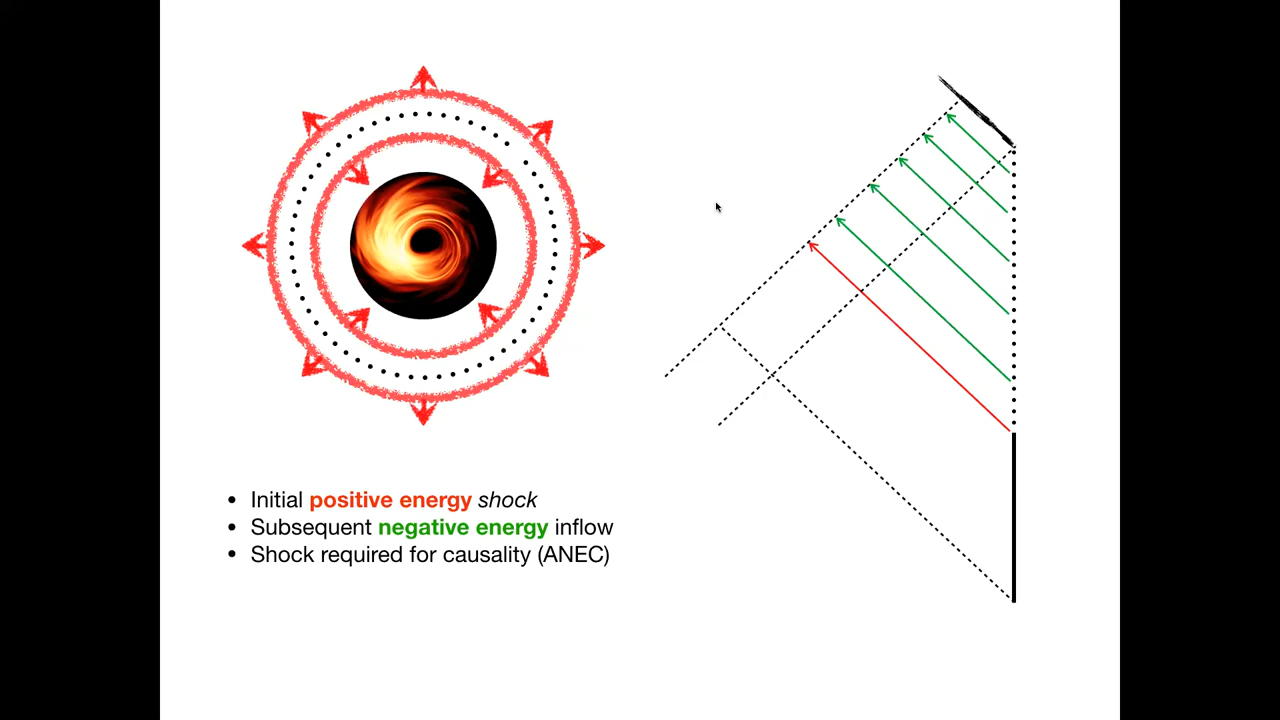 • Initial positive energy shock
• Subsequent negative energy inflow
• Shock required for causality (ANEC)